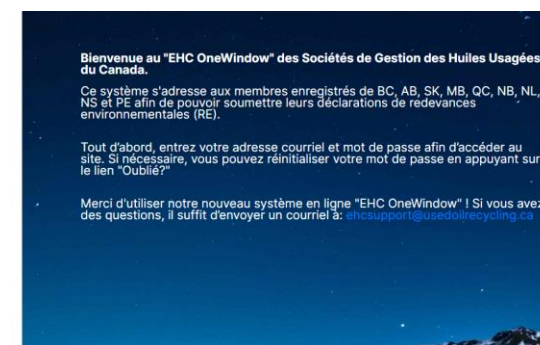 Bienvenue au "EHC OneWindow" des Sociétés de Gestion des Huiles Usagées
du Canada.
Ce système s'adresse aux membres enregistrés de BC, AB, SK, MB, QC, NB, NL,
NS et PE afin de pouvoir soumettre leurs déclarations de redevances
environnementales (RE).
Tout d'abord, entrez votre adresse courriel et mot de passe afin d'accéder au
site. Si nécessaire, vous pouvez réinitialiser votre mot de passe en appuyant sur
le lien "Oublié?"
Merci d'utiliser notre nouveau système en ligne "EHC OneWindow" ! Si vous avez
des questions, il suffit d'envoyer un courriel à: ehcsupport@usedoilrecycling.ca